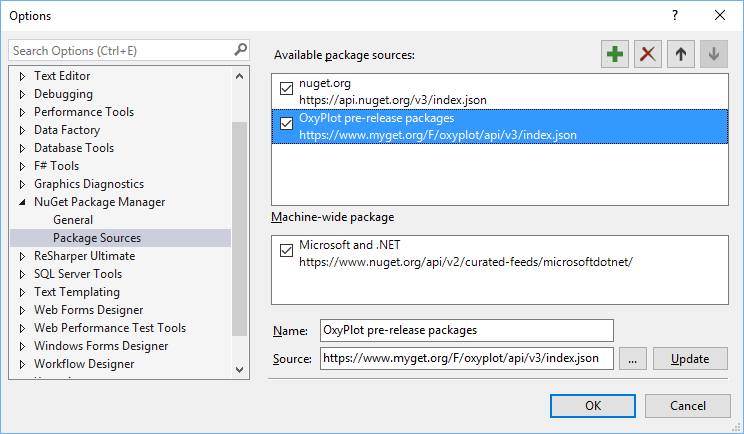 Options
Search Options (Ctrl+E)
Text Editor
Debugging
Performance Tools
Data Factory
Database Tools
F# Tools
Graphics Diagnostics
NuGet Package Manager
General
Package Sources
ReSharper Ultimate
SQL Server Tools
Text Templating
Web Forms Designer
Web Performance Test Tools
Windows Forms Designer
Workflow Designer
Available package sources:
nuget.org
https://api.nuget.org/v3/index.json
OxyPlot pre-release packages
https://www.myget.org/F/oxyplot/api/v3/index.json
Machine-wide package
Microsoft and .NET
https://www.nuget.org/api/v2/curated-feeds/microsoftdotnet/
Name: OxyPlot pre-release packages
Source: https://www.myget.org/F/oxyplot/api/v3/index.json ... Update
OK Cancel